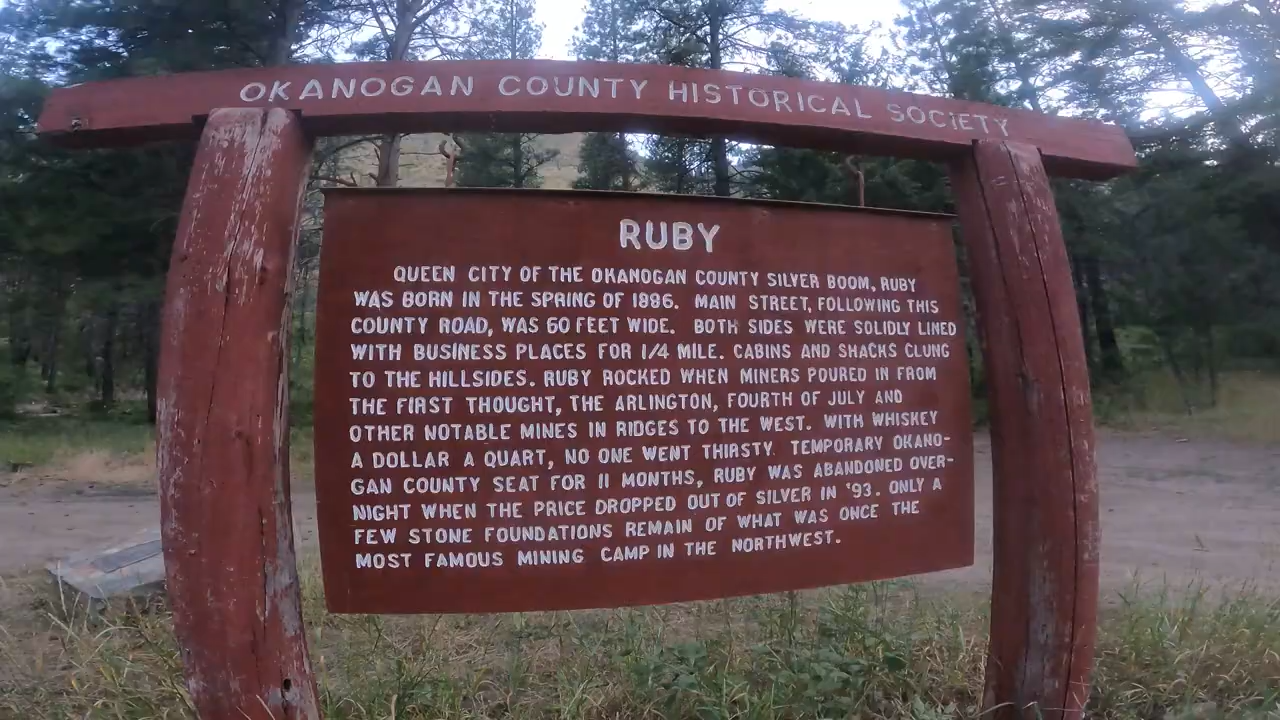 OKANOGAN COUNTY HISTORICAL SOCIETY
RUBY
QUEEN CITY OF THE OKANOGAN COUNTY SILVER BOOM, RUBY
WAS BORN IN THE SPRING OF 1886. MAIN STREET, FOLLOWING THIS
COUNTY ROAD, WAS 60 FEET WIDE. BOTH SIDES WERE SOLIDLY LINED
WITH BUSINESS PLACES FOR 1/4 MILE. CABINS AND SHACKS CLUNG
TO THE HILLSIDES. RUBY ROCKED WHEN MINERS POURED IN FROM
THE FIRST THOUGHT, THE ARLINGTON, FOURTH OF JULY AND
OTHER NOTABLE MINES IN RIDGES TO THE WEST. WITH WHISKEY
A DOLLAR A QUART, NO ONE WENT THIRSTY. TEMPORARY OKANO-
GAN COUNTY SEAT FOR 11 MONTHS, RUBY WAS ABANDONED OVER-
NIGHT WHEN THE PRICE DROPPED OUT OF SILVER IN '93. ONLY A
FEW STONE FOUNDATIONS REMAIN OF WHAT WAS ONCE THE
MOST FAMOUS MINING CAMP IN THE NORTHWEST.